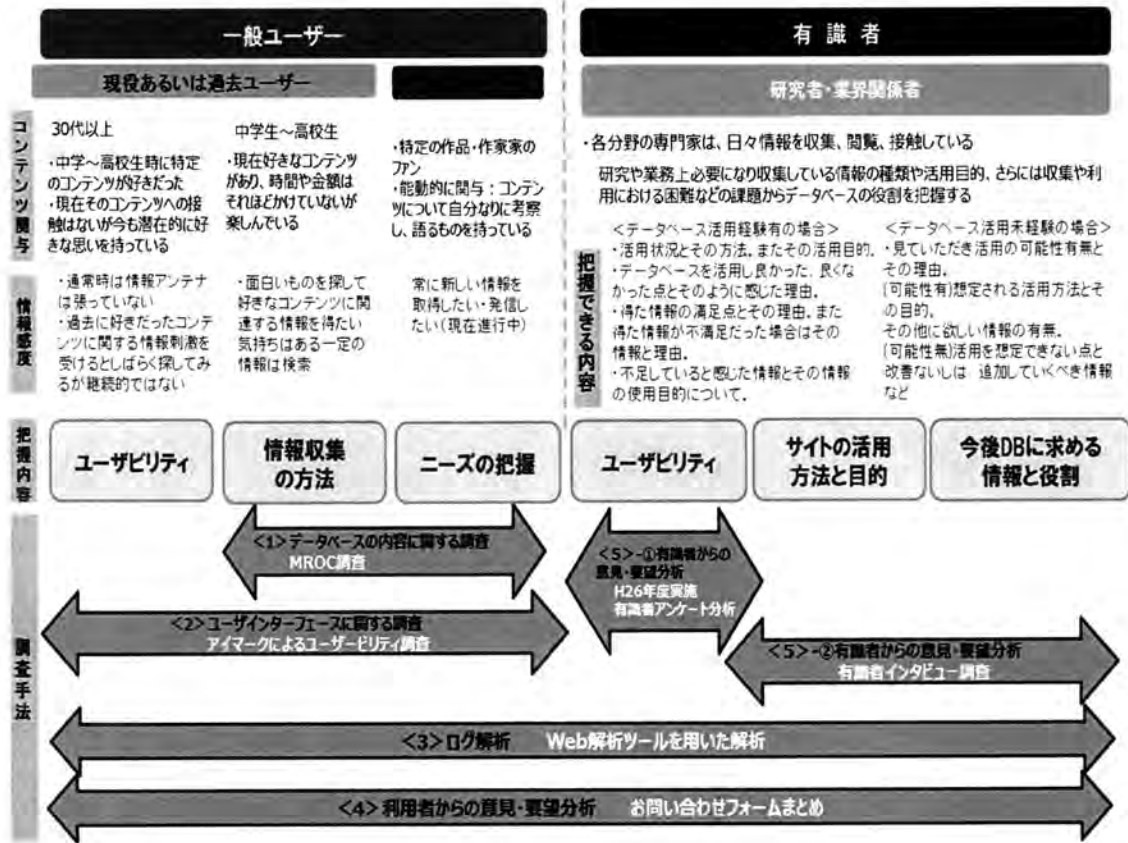 一般ユーザー
有識者
現役あるいは過去ユーザー
研究者・業界関係者
コンテンツ関与
30代以上
・中学～高校生時に特定
のコンテンツが好きだった
・現在そのコンテンツへの接
触はないが今も潜在的に好
きな思いを持っている
中学生～高校生
・現在好きなコンテンツ
があり、時間や金額は
それほどかけていないが
楽しんでいる
・特定の作品・作家家の
ファン
・能動的に関与：コンテン
ツについて自分なりに考察
し、語るものを持っている
・各分野の専門家は、日々情報を収集、閲覧、接触している
研究や業務上必要になり収集している情報の種類や活用目的、さらには収集や利
用における困難などの課題からデータベースの役割を把握する
情報感度
・通常時は情報アンテナ
は張っていない
・過去に好きだったコンテ
ンツに関する情報刺激を
受けるとしばらく探してみ
るが継続的ではない
・面白いものを探して
好きなコンテンツに関
連する情報を得たい
気持ちはある一定の
情報は検索
常に新しい情報を
取得したい・発信し
たい（現在進行中）
把握できる内容
＜データベース活用経験有の場合＞
・活用状況とその方法。またその活用目的。
・データベースを活用し良かった、良くな
かった点とそのように感じた理由。
・得た情報の満足点とその理由。また
得た情報が不満足だった場合はその
情報と理由。
・不足していると感じた情報とその情報
の使用目的について。
＜データベース活用未経験の場合＞
・見ていただき活用の可能性有無と
その理由。
(可能性有)想定される活用方法とそ
の目的。
その他に欲しい情報の有無。
(可能性無)活用を想定できない点と
改善ないしは、追加していくべき情報
など
把握内容
ユーザビリティ
情報収集
の方法
ニーズの把握
ユーザビリティ
サイトの活用
方法と目的
今後DBに求める
情報と役割
調査手法
＜1＞データベースの内容に関する調査
MROC調査
＜5＞-①有識者からの
意見・要望分析
H26年度実施
有識者アンケート分析
＜2＞ユーザインターフェースに関する調査
アイマークによるユーザービリティ調査
＜5＞-②有識者からの意見・要望分析
有識者インタビュー調査
＜3＞ログ解析　Web解析ツールを用いた解析
＜4＞利用者からの意見・要望分析　お問い合わせフォームまとめ